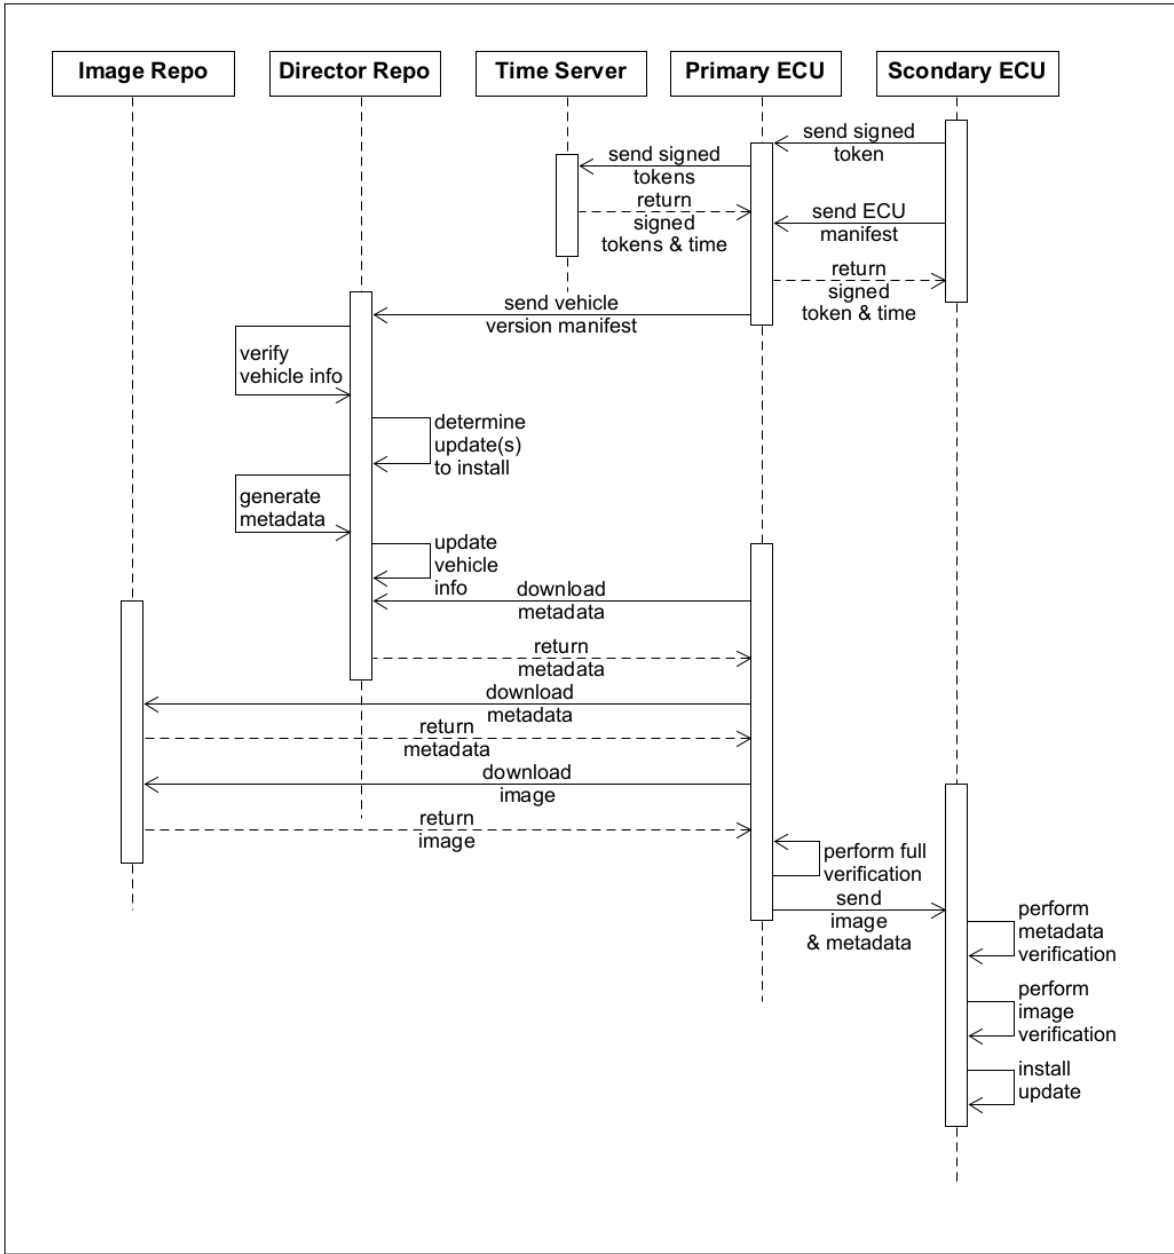 Image Repo
Director Repo
Time Server
Primary ECU
Scondary ECU
send signed
token
send signed
tokens
return
signed
tokens & time
send ECU
manifest
return
signed
token & time
send vehicle
version manifest
verify
vehicle info
determine
update(s)
to install
generate
metadata
update
vehicle
info
download
metadata
return
metadata
download
metadata
return
metadata
download
image
return
image
perform full
verification
send
image
& metadata
perform
metadata
verification
perform
image
verification
install
update